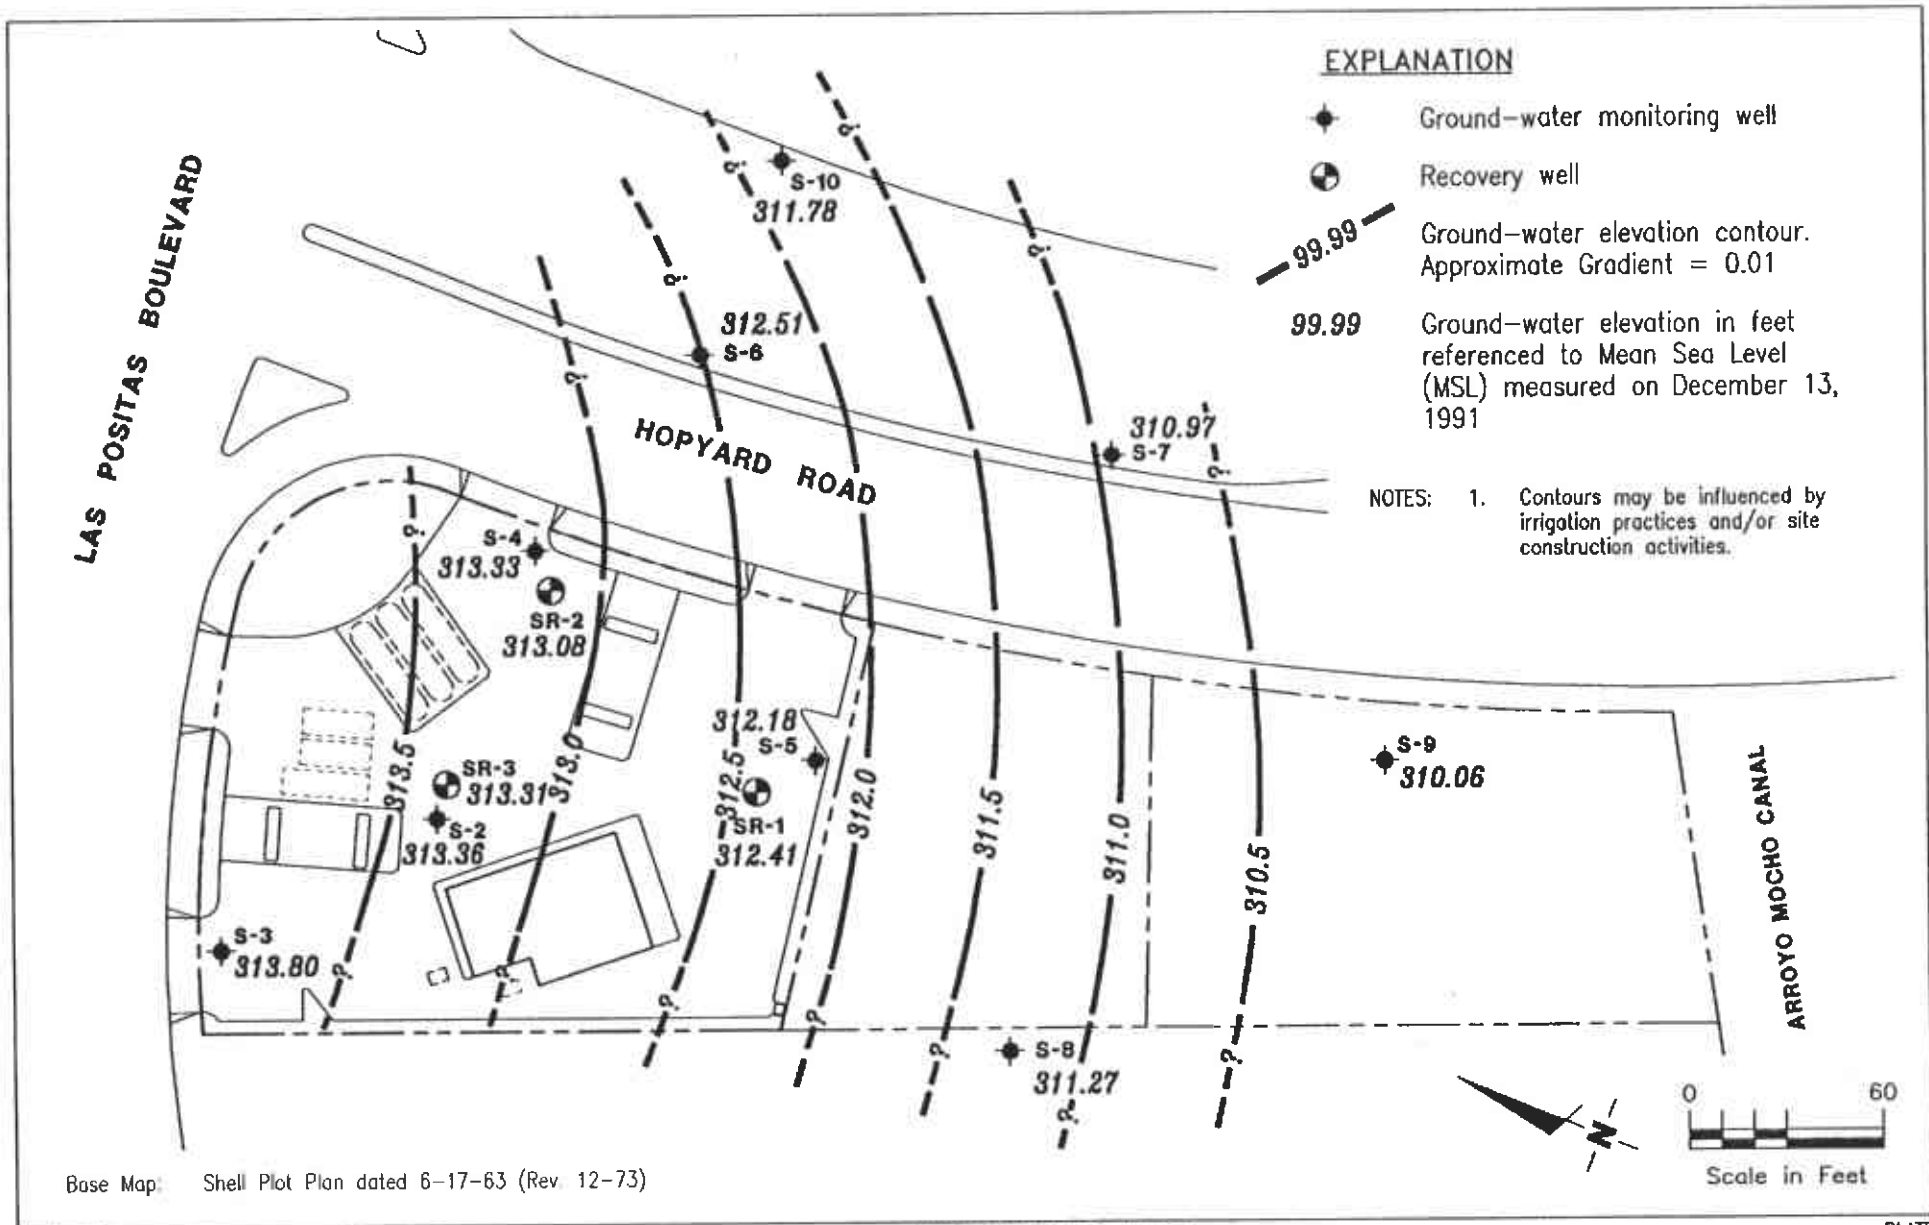 EXPLANATION
Ground-water monitoring well
Recovery well
99.99
Ground-water elevation contour.
Approximate Gradient = 0.01
99.99
Ground-water elevation in feet
referenced to Mean Sea Level
(MSL) measured on December 13,
1991
NOTES: 1. Contours may be influenced by
irrigation practices and/or site
construction activities.
LAS POSITAS BOULEVARD
HOPYARD ROAD
ARROYO MOCHO CANAL
S-10
311.78
312.51
S-6
310.97
S-7
S-4
313.33
SR-2
313.08
312.18
S-5
S-9
310.06
SR-3
313.31
S-2
313.36
SR-1
312.41
S-3
313.80
S-8
311.27
313.5
313.0
312.5
312.0
311.5
311.0
310.5
?
?
?
?
?
?
?
?
?
?
?
?
?
?
N
0 60
Scale in Feet
Base Map: Shell Plot Plan dated 6-17-63 (Rev. 12-73)